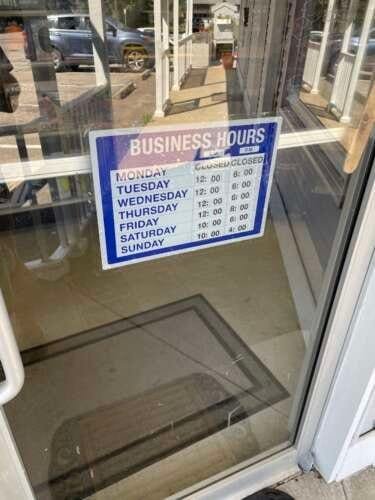 BUSINESS HOURS
MONDAY CLOSED CLOSED
TUESDAY 12:00 8:00
WEDNESDAY 12:00 6:00
THURSDAY 12:00 6:00
FRIDAY 12:00 8:00
SATURDAY 10:00 6:00
SUNDAY 10:00 4:00